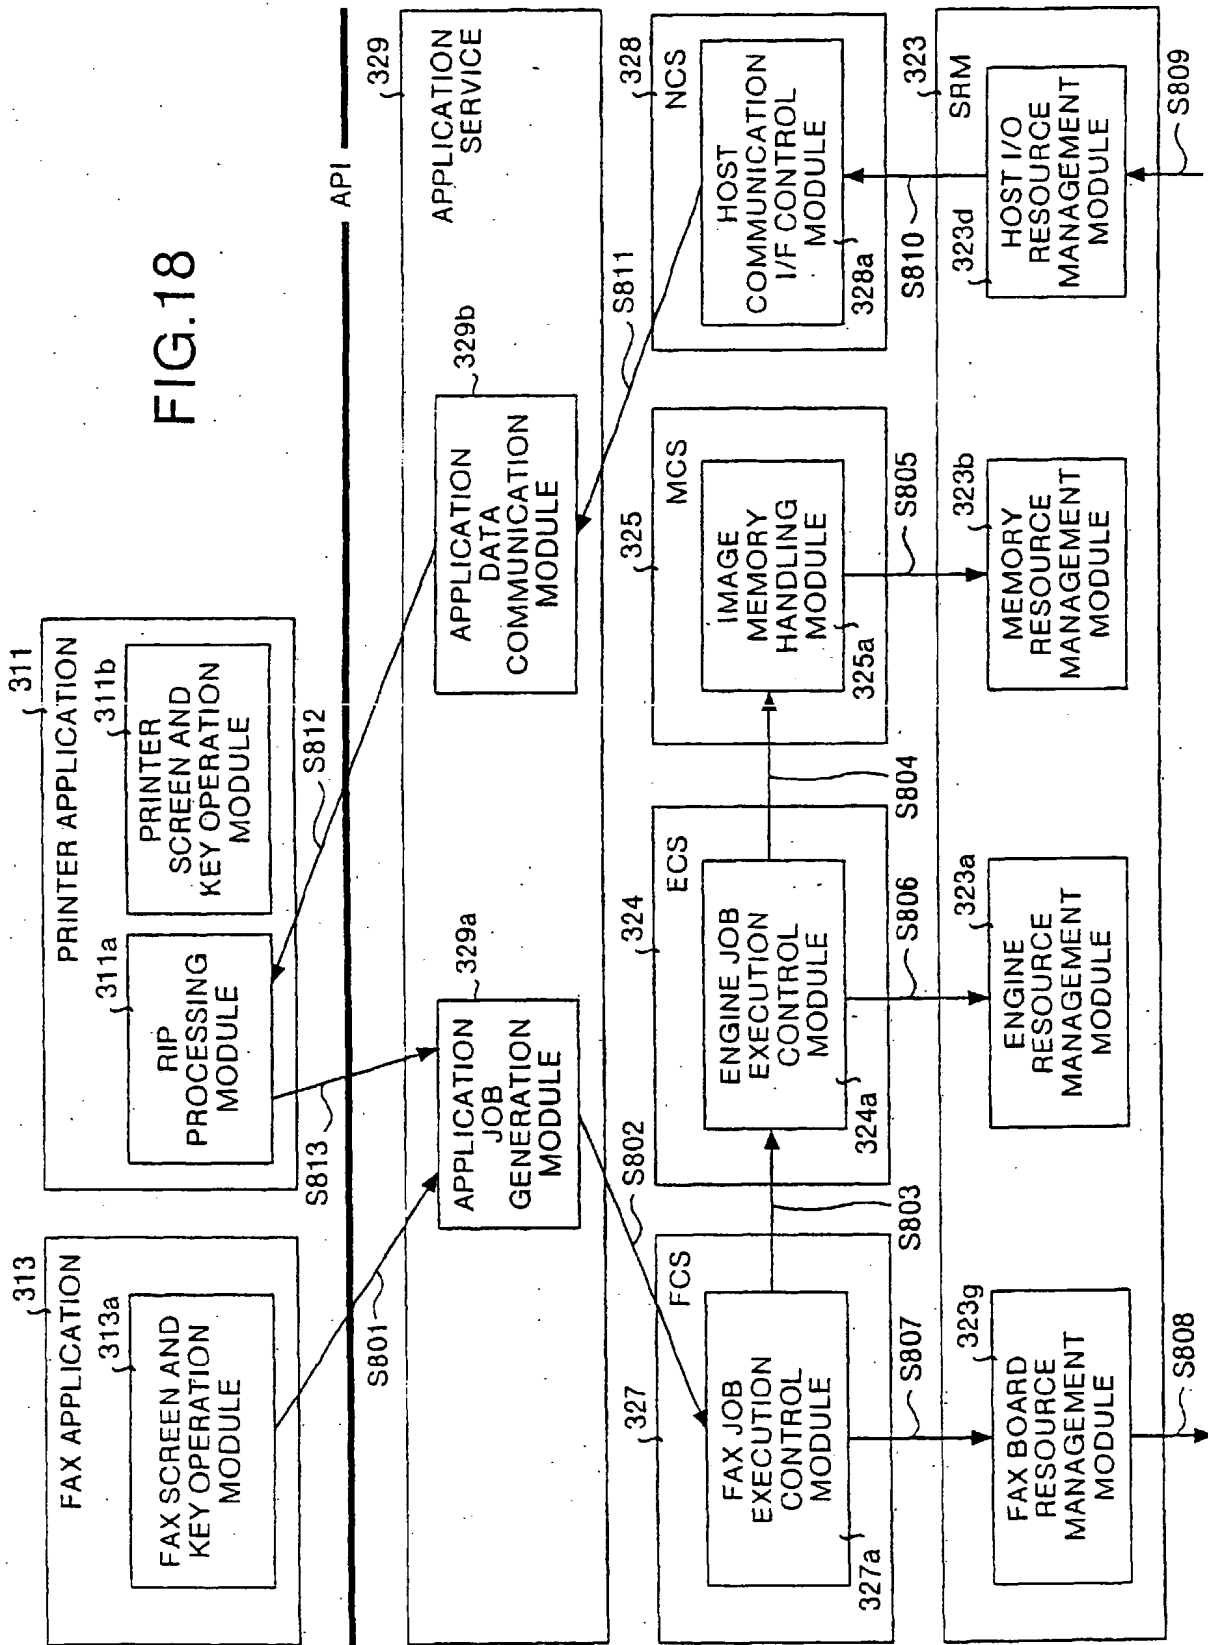 FIG.18
313
FAX APPLICATION
313a
FAX SCREEN AND
KEY OPERATION
MODULE
311
PRINTER APPLICATION
311a
RIP
PROCESSING
MODULE
311b
PRINTER
SCREEN AND
KEY OPERATION
MODULE
S801
S813
S812
API
329
APPLICATION
SERVICE
329a
APPLICATION
JOB
GENERATION
MODULE
329b
APPLICATION
DATA
COMMUNICATION
MODULE
S802
S811
327
FCS
FAX JOB
EXECUTION
CONTROL
MODULE
327a
S803
324
ECS
ENGINE JOB
EXECUTION
CONTROL
MODULE
324a
S804
325
MCS
IMAGE
MEMORY
HANDLING
MODULE
325a
328
NCS
HOST
COMMUNICATION
I/F CONTROL
MODULE
328a
S807
S806
S805
S810
323
SRM
323g
FAX BOARD
RESOURCE
MANAGEMENT
MODULE
323a
ENGINE
RESOURCE
MANAGEMENT
MODULE
323b
MEMORY
RESOURCE
MANAGEMENT
MODULE
323d
HOST I/O
RESOURCE
MANAGEMENT
MODULE
S808
S809